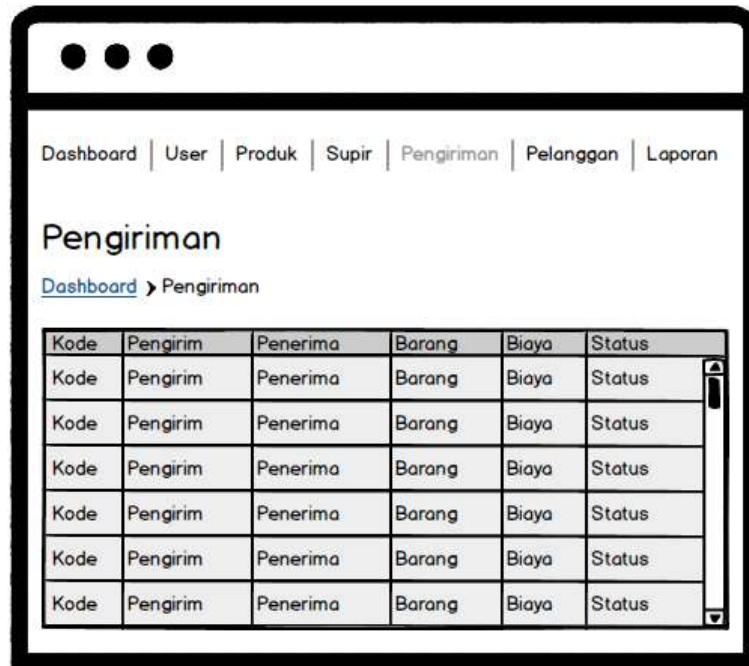 Dashboard | User | Produk | Supir | Pengiriman | Pelanggan | Laporan
Pengiriman
Dashboard > Pengiriman
Kode Pengirim Penerima Barang Biaya Status
Kode Pengirim Penerima Barang Biaya Status
Kode Pengirim Penerima Barang Biaya Status
Kode Pengirim Penerima Barang Biaya Status
Kode Pengirim Penerima Barang Biaya Status
Kode Pengirim Penerima Barang Biaya Status
Kode Pengirim Penerima Barang Biaya Status